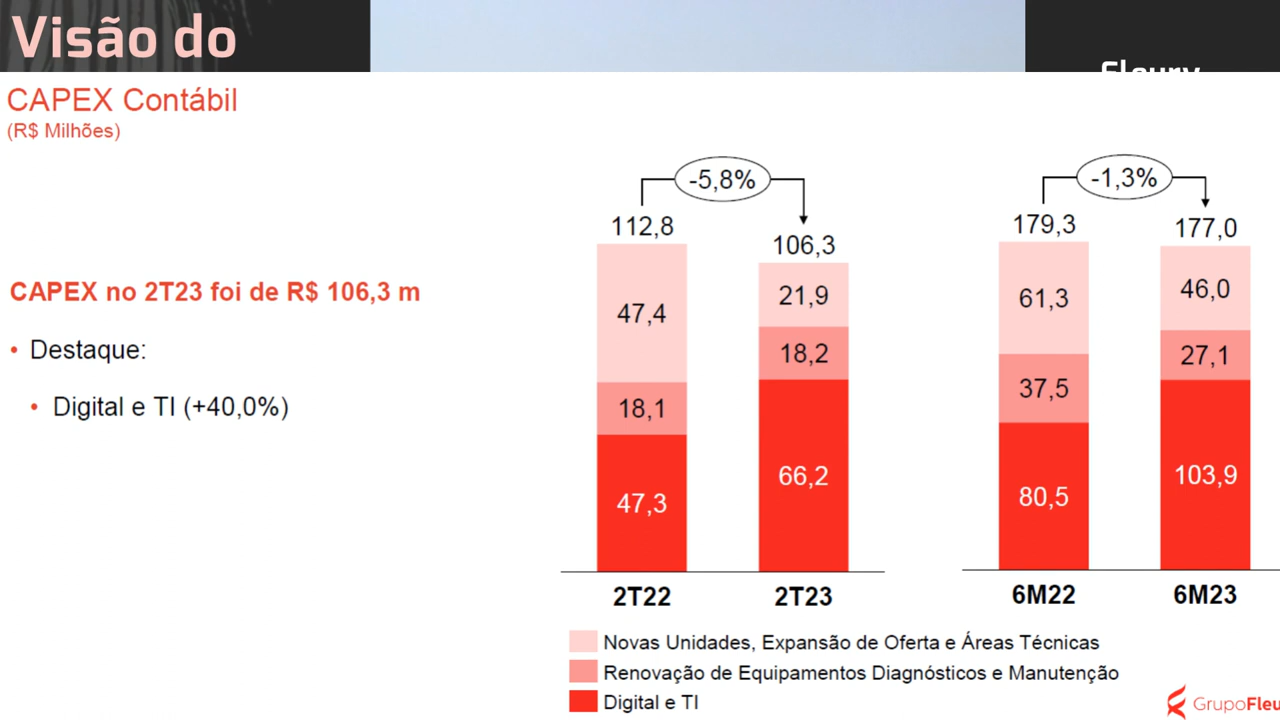 Visão do
Fleury
CAPEX Contábil
(R$ Milhões)
CAPEX no 2T23 foi de R$ 106,3 m
• Destaque:
• Digital e TI (+40,0%)
-5,8%
112,8
106,3
47,4
21,9
18,1
18,2
47,3
66,2
2T22
2T23
-1,3%
179,3
177,0
61,3
46,0
37,5
27,1
80,5
103,9
6M22
6M23
Novas Unidades, Expansão de Oferta e Áreas Técnicas
Renovação de Equipamentos Diagnósticos e Manutenção
Digital e TI
GrupoFleu